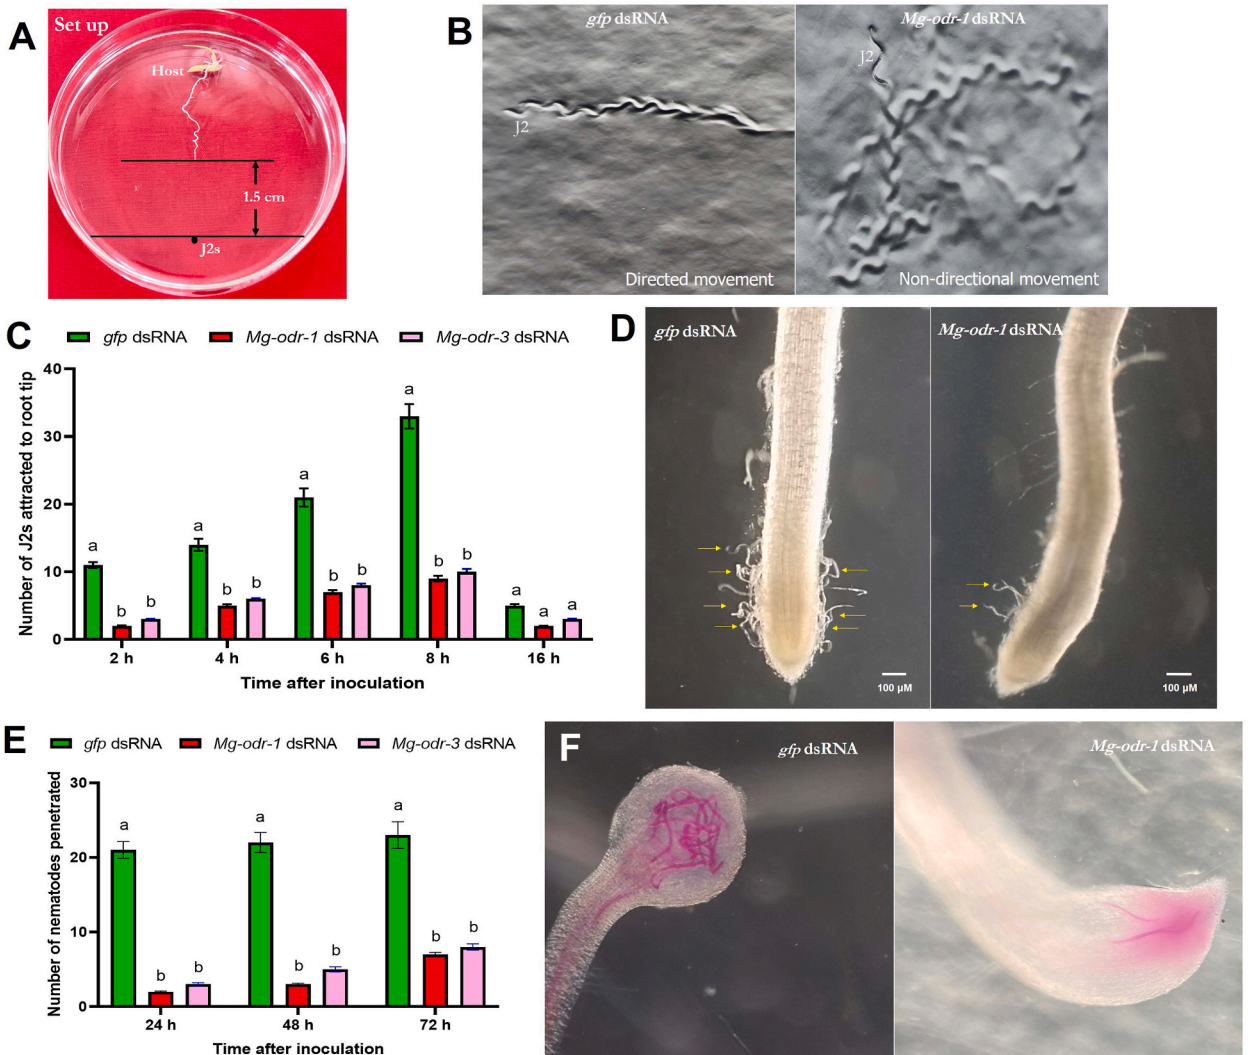 A
Set up
Host
1.5 cm
J2s
B
gfp dsRNA
J2
Directed movement
Mg-odr-1 dsRNA
J2
Non-directional movement
C
gfp dsRNA Mg-odr-1 dsRNA Mg-odr-3 dsRNA
Number of J2s attracted to root tip
40
30
20
10
0
a b b a b b a b b a b b a a a
2 h 4 h 6 h 8 h 16 h
Time after inoculation
D
gfp dsRNA
100 µM
Mg-odr-1 dsRNA
100 µM
E
gfp dsRNA Mg-odr-1 dsRNA Mg-odr-3 dsRNA
Number of nematodes penetrated
30
20
10
0
a b b a b b a b b
24 h 48 h 72 h
Time after inoculation
F
gfp dsRNA
Mg-odr-1 dsRNA